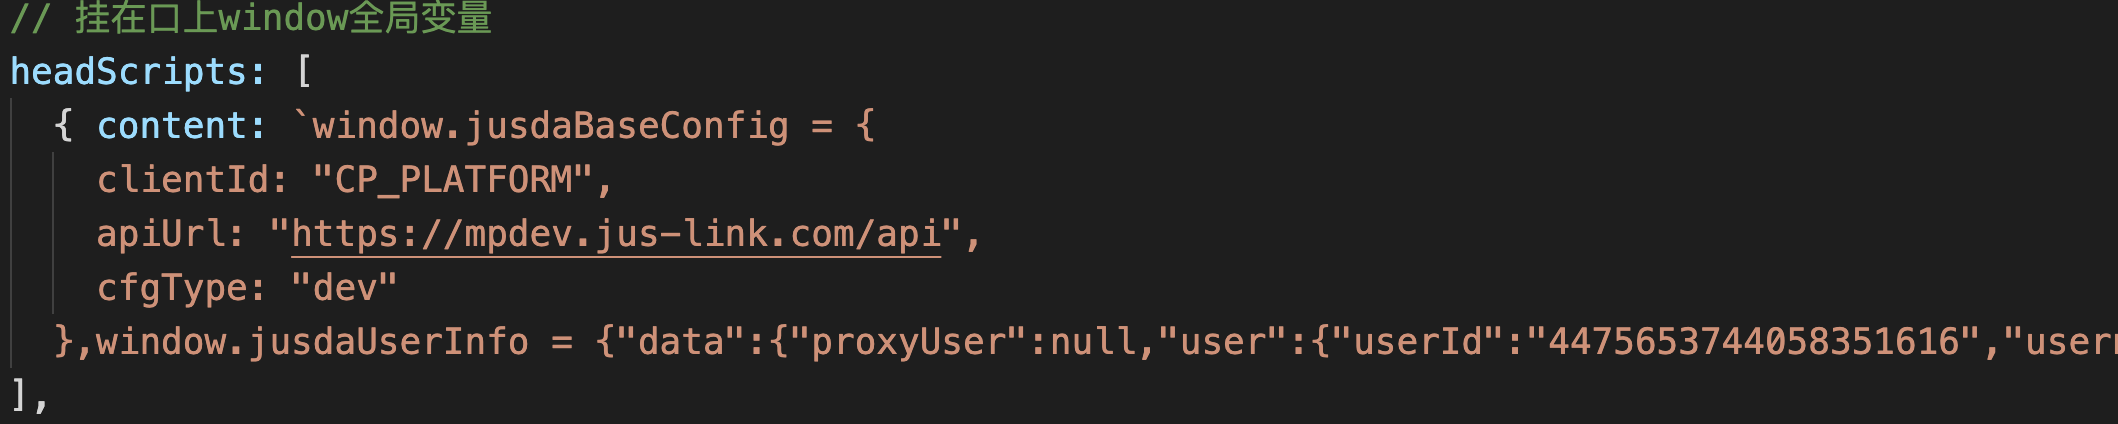 // 挂在口上window全局变量
headScripts: [
{ content: `window.jusdaBaseConfig = {
clientId: "CP_PLATFORM",
apiUrl: "https://mpdev.jus-link.com/api",
cfgType: "dev"
},window.jusdaUserInfo = {"data":{"proxyUser":null,"user":{"userId":"4475653744058351616","user
],